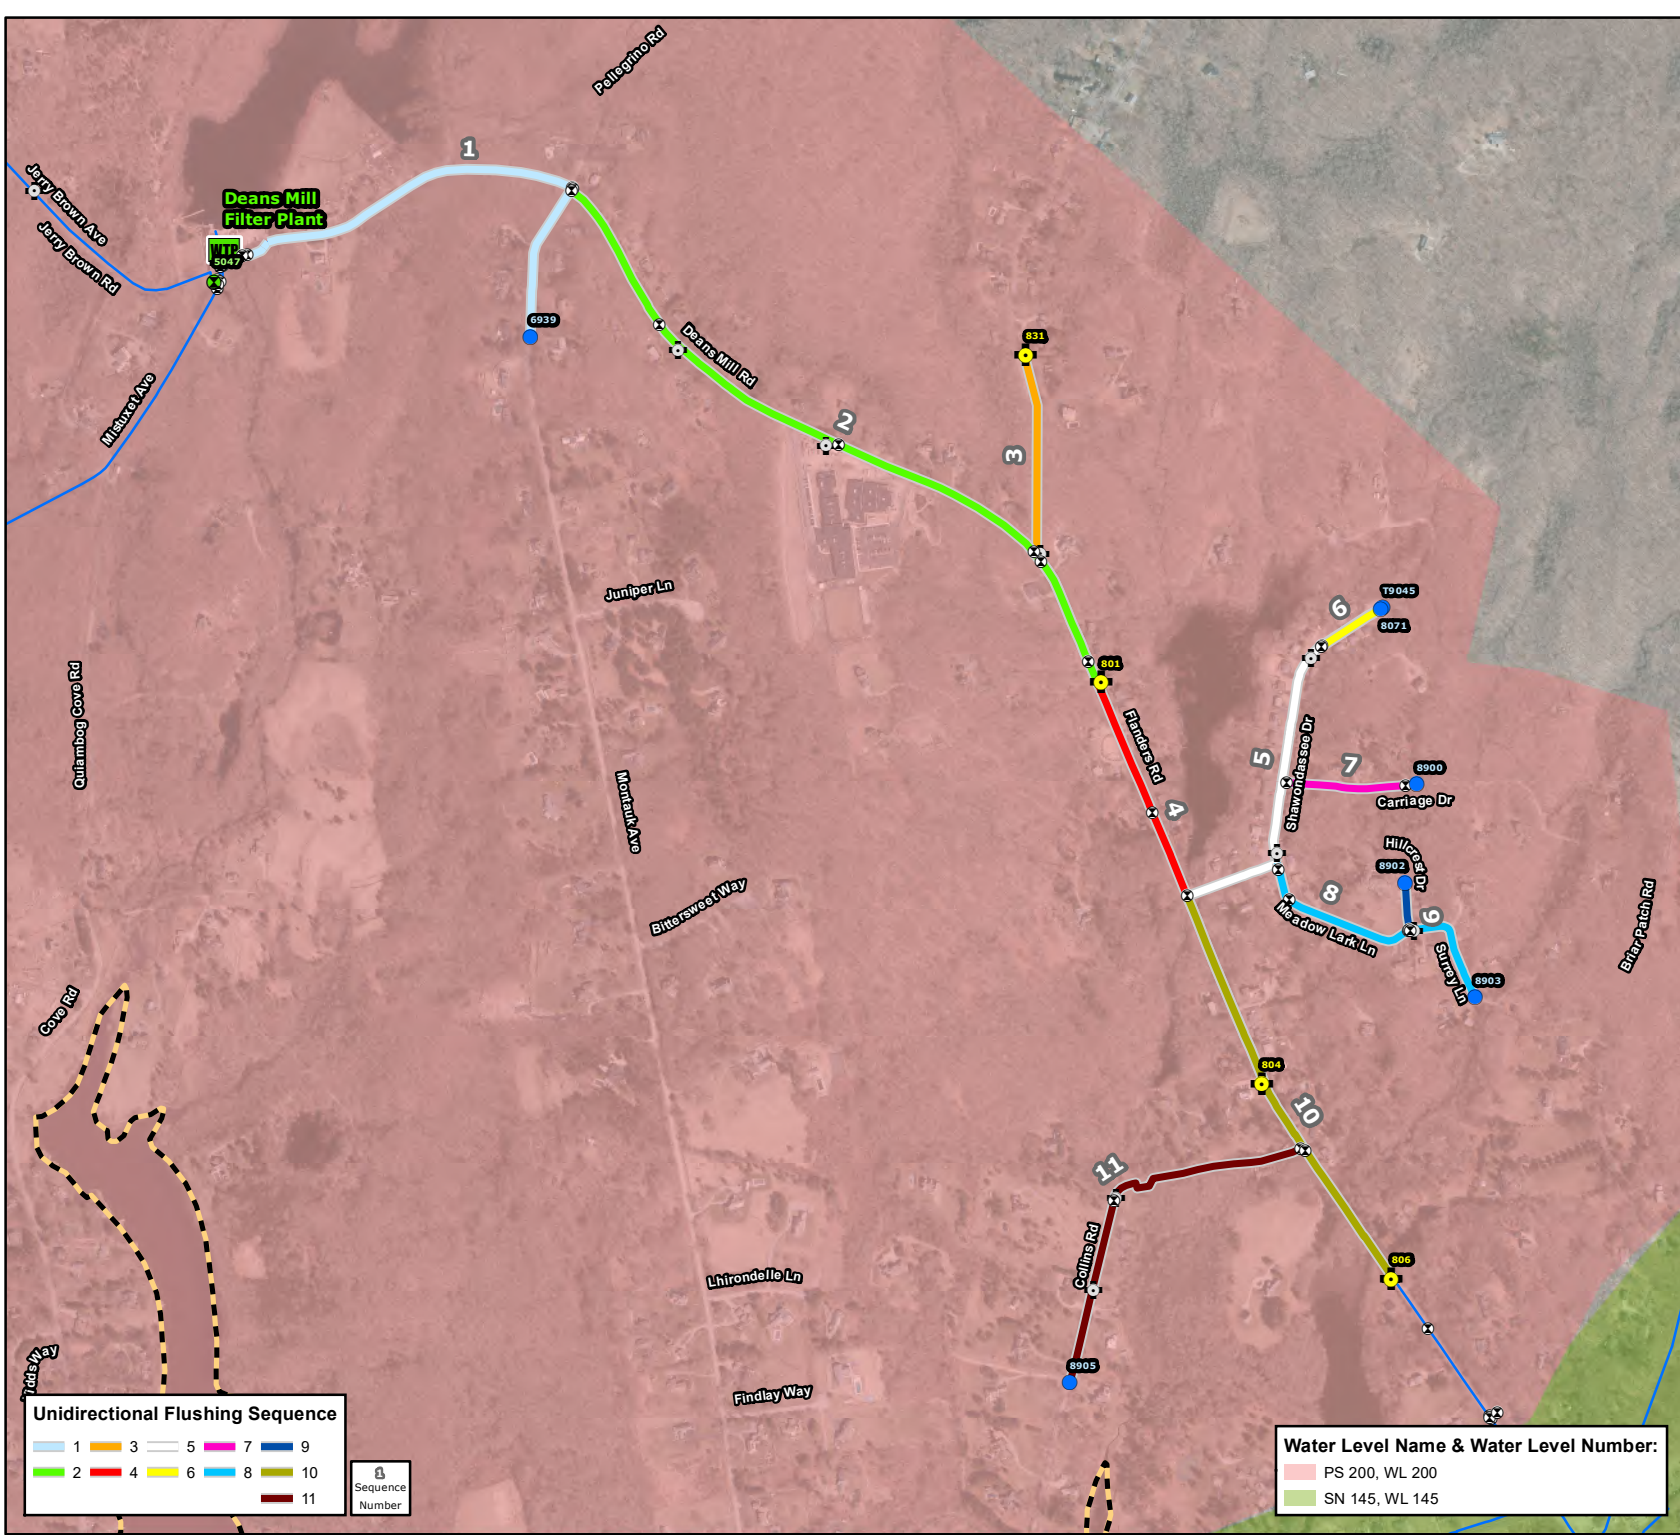 Pellegrino Rd
1
Jerry Brown Ave
Jerry Brown Rd
Deans Mill
Filter Plant
WTP
5047
6939
Deans Mill Rd
831
Mistuxet Ave
2
3
Juniper Ln
T9045
6
8071
801
Quiambog Cove Rd
Flanders Rd
5
Shawondassee Dr
7
8900
Carriage Dr
Montauk Ave
4
Hillcrest Dr
8902
8
9
Bittersweet Way
Meadow Lark Ln
Surrey Ln
Briar Patch Rd
8903
Cove Rd
804
10
11
Collins Rd
806
Lhirondelle Ln
8905
Findlay Way
Unidirectional Flushing Sequence
1 3 5 7 9
2 4 6 8 10
11
1
Sequence
Number
Water Level Name & Water Level Number:
PS 200, WL 200
SN 145, WL 145